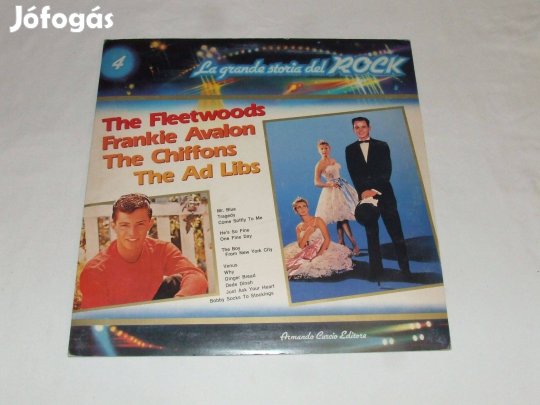 Jófogás
4
La grande storia del ROCK
The Fleetwoods
Frankie Avalon
The Chiffons
The Ad Libs
Mr. Blue
Tragedy
Come Softly To Me
He's So Fine
One Fine Day
The Boy
From New York City
Venus
Why
Ginger Bread
Dede Dinah
Just Ask Your Heart
Bobby Socks To Stockings
Armando Curcio Editore